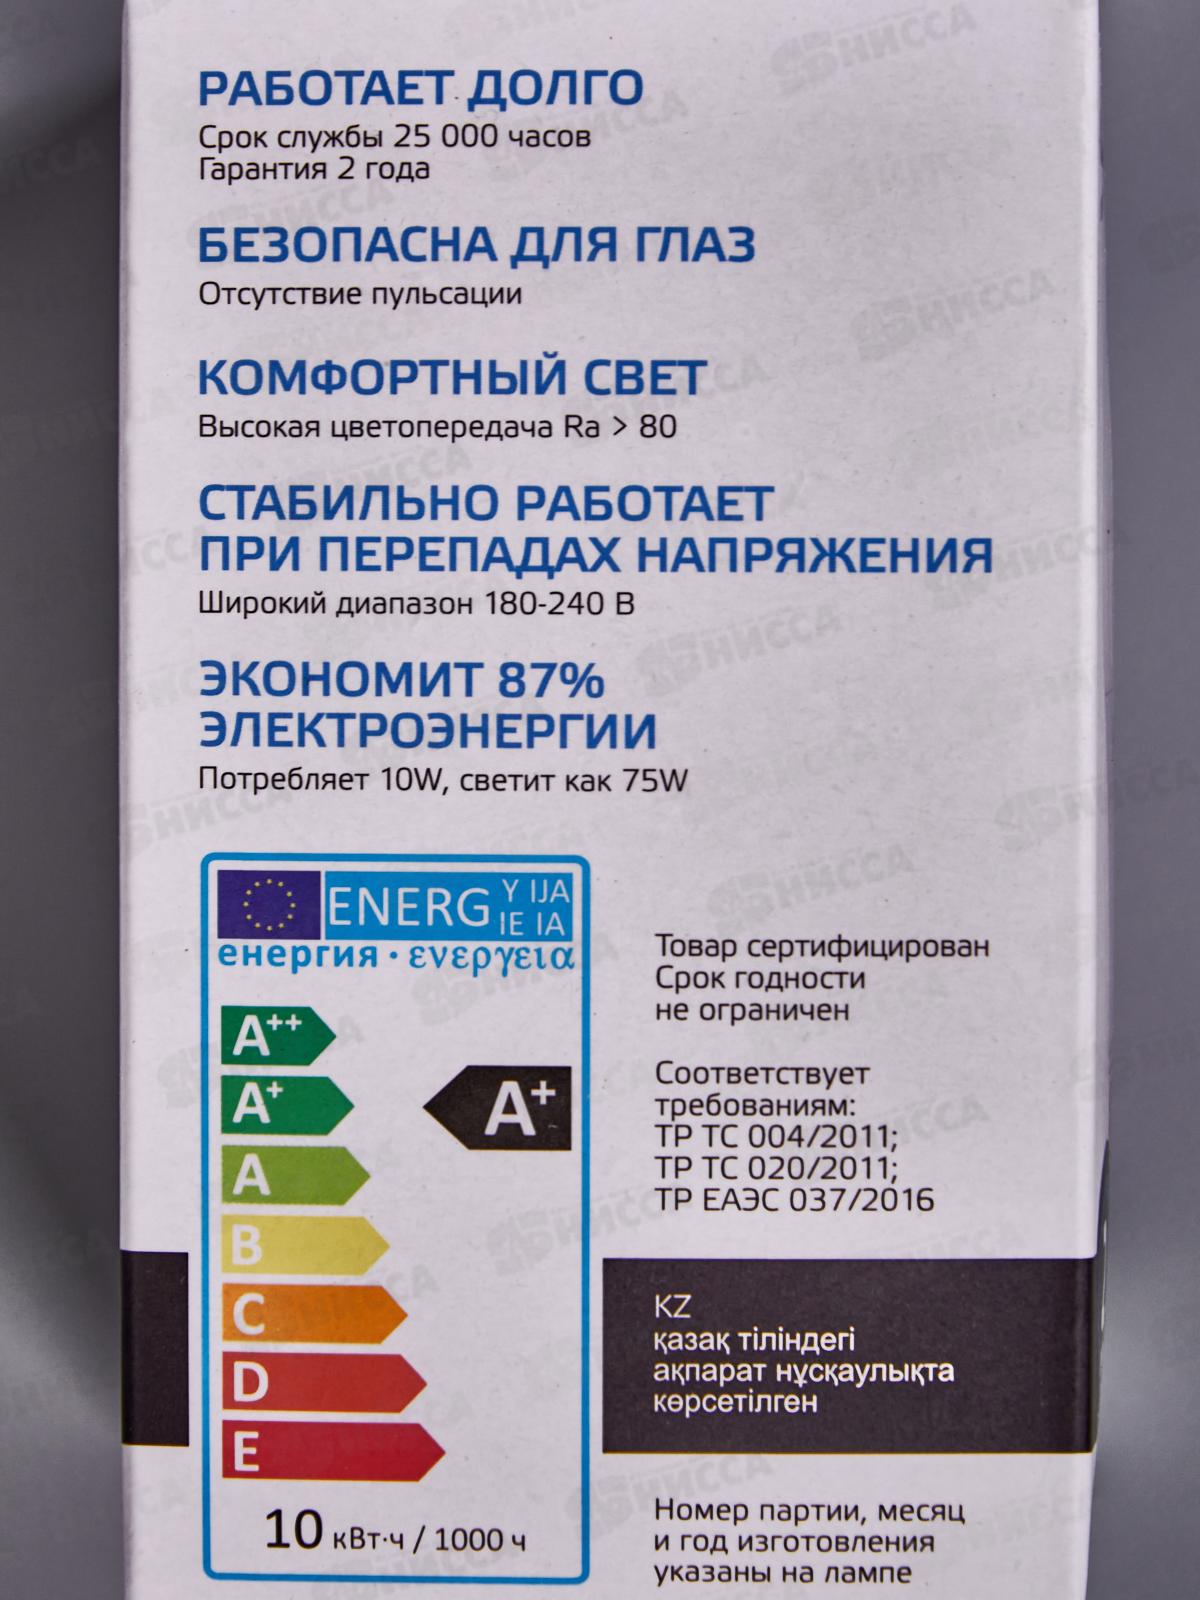 РАБОТАЕТ ДОЛГО
Срок службы 25 000 часов
Гарантия 2 года
БЕЗОПАСНА ДЛЯ ГЛАЗ
Отсутствие пульсации
КОМФОРТНЫЙ СВЕТ
Высокая цветопередача Ra > 80
СТАБИЛЬНО РАБОТАЕТ
ПРИ ПЕРЕПАДАХ НАПРЯЖЕНИЯ
Широкий диапазон 180-240 В
ЭКОНОМИТ 87%
ЭЛЕКТРОЭНЕРГИИ
Потребляет 10W, светит как 75W
ENERG Y IJA
IE IA
енергия · ενεργεια
A++
A+
A+
A
B
C
D
E
10 кВт·ч / 1000 ч
Товар сертифицирован
Срок годности
не ограничен
Соответствует
требованиям:
ТР ТС 004/2011;
ТР ТС 020/2011;
ТР ЕАЭС 037/2016
KZ
қазақ тіліндегі
ақпарат нұсқаулықта
көрсетілген
Номер партии, месяц
и год изготовления
указаны на лампе
НИССА